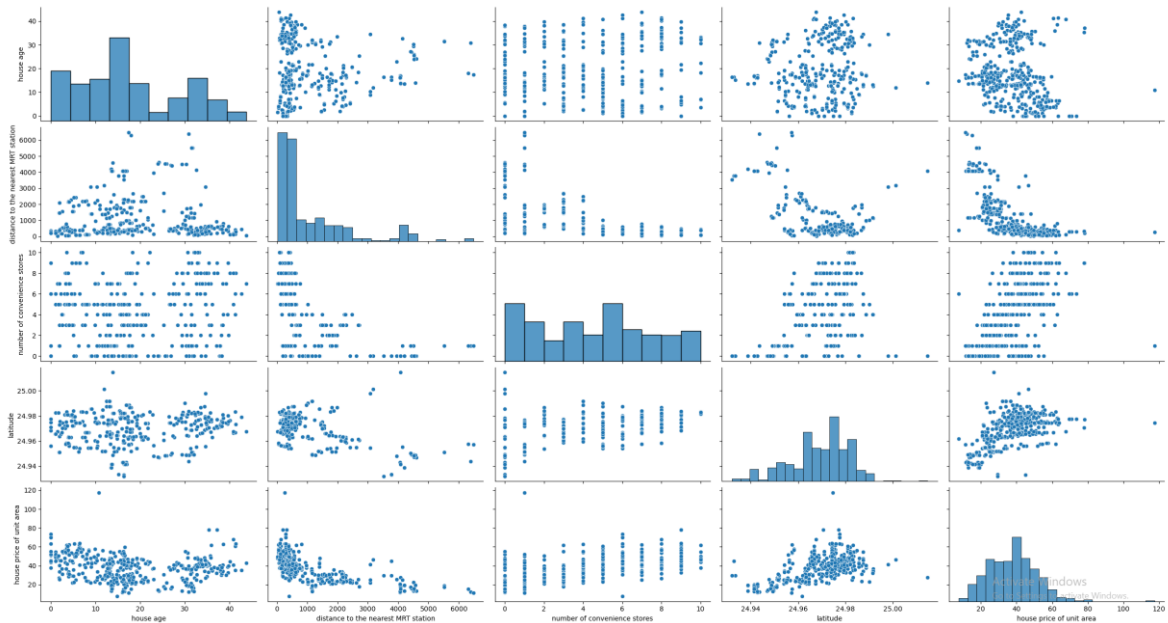 house age
40
30
20
10
0
distance to the nearest MRT station
6000
5000
4000
3000
2000
1000
0
number of convenience stores
10
8
6
4
2
0
latitude
25.00
24.98
24.96
24.94
house price of unit area
120
100
80
60
40
20
0 10 20 30 40
0 1000 2000 3000 4000 5000 6000
0 2 4 6 8 10
24.94 24.96 24.98 25.00
20 40 60 80 100 120
house age
distance to the nearest MRT station
number of convenience stores
latitude
house price of unit area
Activate Windows
activate Windows.